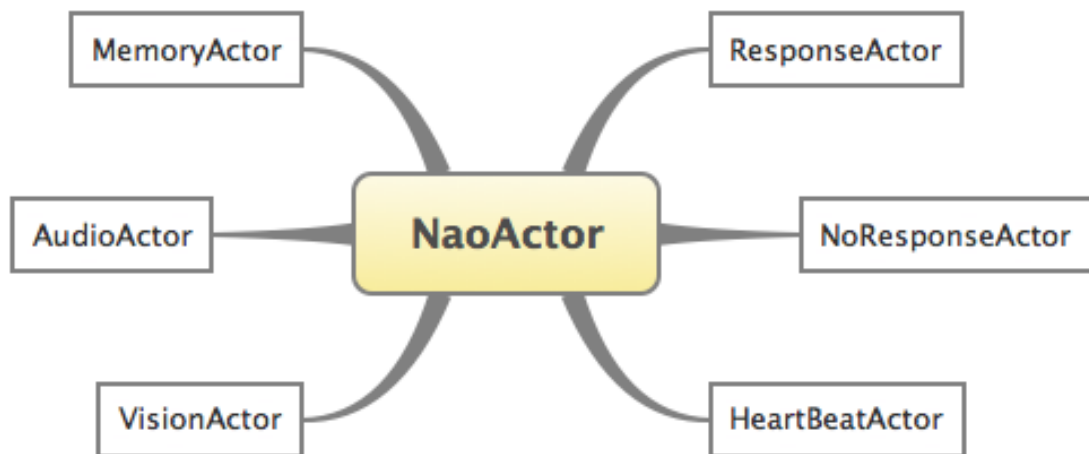 MemoryActor
ResponseActor
AudioActor
NaoActor
NoResponseActor
VisionActor
HeartBeatActor